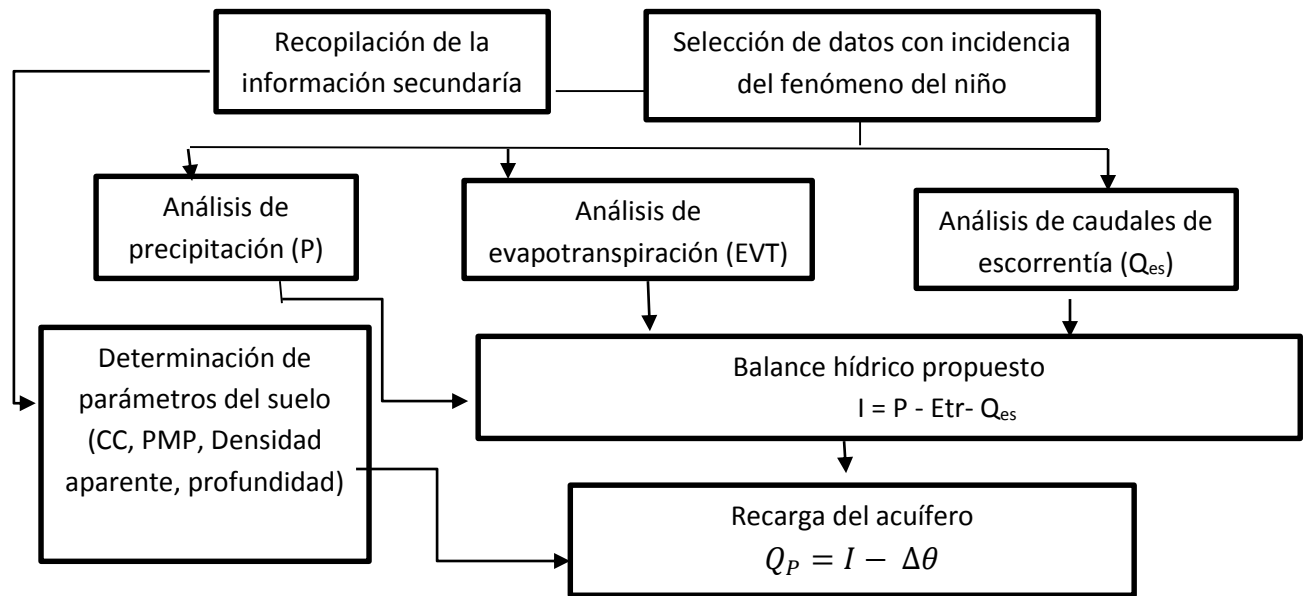 Recopilación de la
información secundaría
Selección de datos con incidencia
del fenómeno del niño
Análisis de
precipitación (P)
Análisis de
evapotranspiración (EVT)
Análisis de caudales de
escorrentía (Qes)
Determinación de
parámetros del suelo
(CC, PMP, Densidad
aparente, profundidad)
Balance hídrico propuesto
I = P - Etr- Qes
Recarga del acuífero
QP = I − Δθ